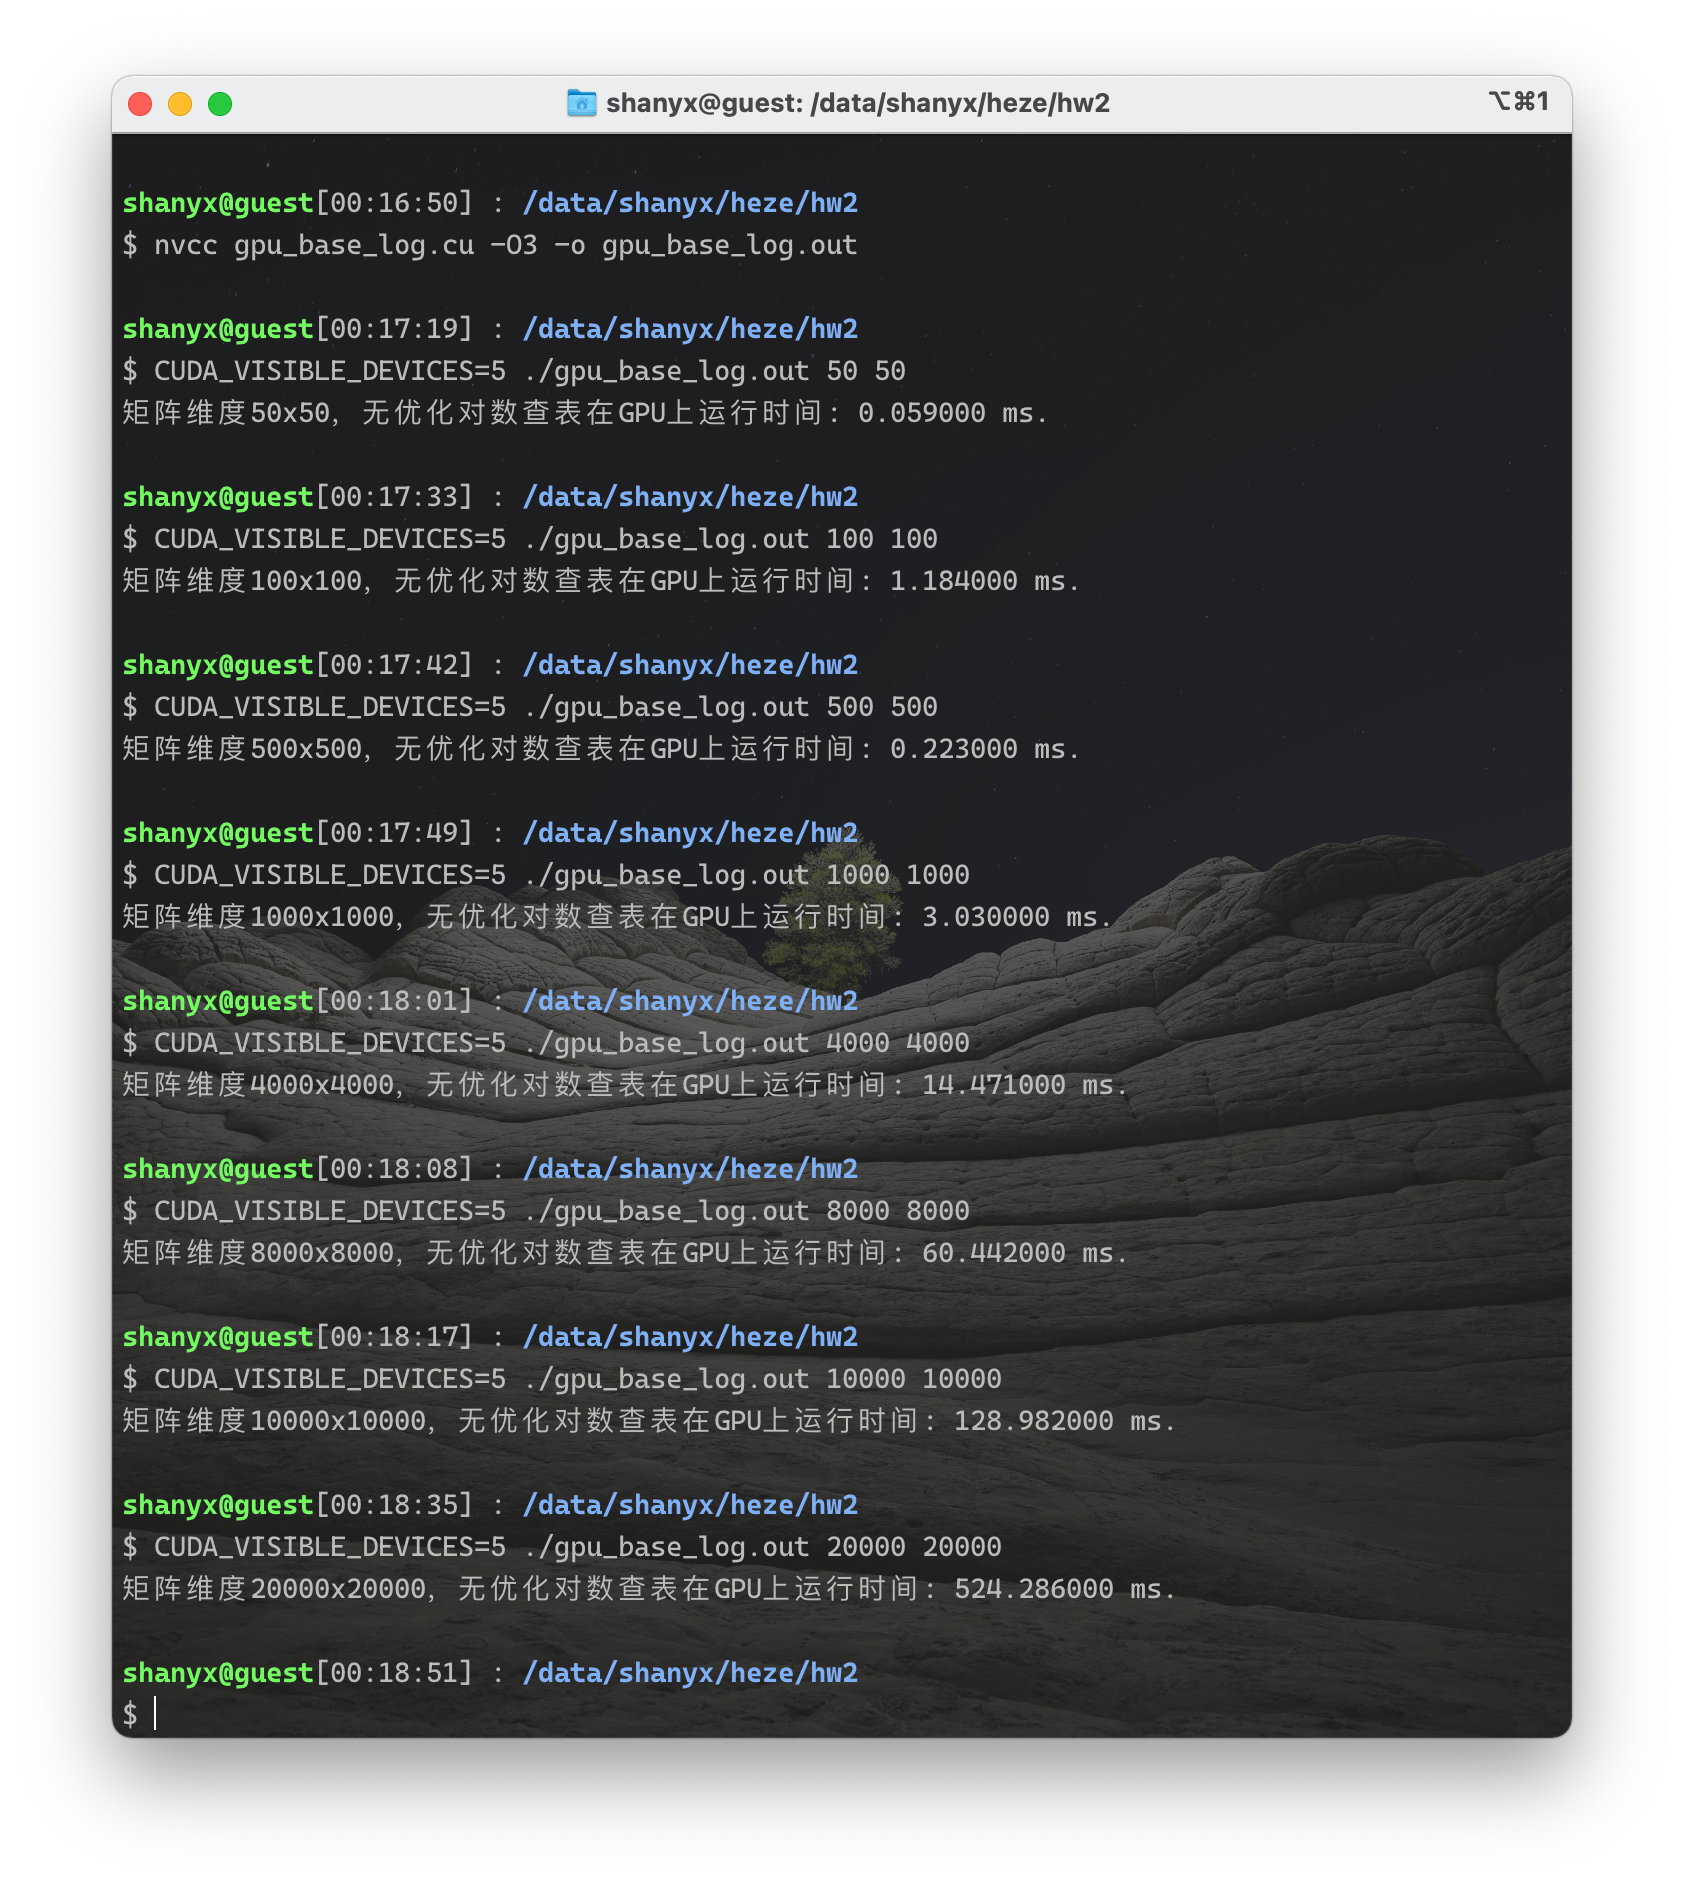 shanyx@guest: /data/shanyx/heze/hw2
⌥⌘1
shanyx@guest[00:16:50] : /data/shanyx/heze/hw2
$ nvcc gpu_base_log.cu -O3 -o gpu_base_log.out
shanyx@guest[00:17:19] : /data/shanyx/heze/hw2
$ CUDA_VISIBLE_DEVICES=5 ./gpu_base_log.out 50 50
矩阵维度50x50, 无优化对数查表在GPU上运行时间: 0.059000 ms.
shanyx@guest[00:17:33] : /data/shanyx/heze/hw2
$ CUDA_VISIBLE_DEVICES=5 ./gpu_base_log.out 100 100
矩阵维度100x100, 无优化对数查表在GPU上运行时间: 1.184000 ms.
shanyx@guest[00:17:42] : /data/shanyx/heze/hw2
$ CUDA_VISIBLE_DEVICES=5 ./gpu_base_log.out 500 500
矩阵维度500x500, 无优化对数查表在GPU上运行时间: 0.223000 ms.
shanyx@guest[00:17:49] : /data/shanyx/heze/hw2
$ CUDA_VISIBLE_DEVICES=5 ./gpu_base_log.out 1000 1000
矩阵维度1000x1000, 无优化对数查表在GPU上运行时间: 3.030000 ms.
shanyx@guest[00:18:01] : /data/shanyx/heze/hw2
$ CUDA_VISIBLE_DEVICES=5 ./gpu_base_log.out 4000 4000
矩阵维度4000x4000, 无优化对数查表在GPU上运行时间: 14.471000 ms.
shanyx@guest[00:18:08] : /data/shanyx/heze/hw2
$ CUDA_VISIBLE_DEVICES=5 ./gpu_base_log.out 8000 8000
矩阵维度8000x8000, 无优化对数查表在GPU上运行时间: 60.442000 ms.
shanyx@guest[00:18:17] : /data/shanyx/heze/hw2
$ CUDA_VISIBLE_DEVICES=5 ./gpu_base_log.out 10000 10000
矩阵维度10000x10000, 无优化对数查表在GPU上运行时间: 128.982000 ms.
shanyx@guest[00:18:35] : /data/shanyx/heze/hw2
$ CUDA_VISIBLE_DEVICES=5 ./gpu_base_log.out 20000 20000
矩阵维度20000x20000, 无优化对数查表在GPU上运行时间: 524.286000 ms.
shanyx@guest[00:18:51] : /data/shanyx/heze/hw2
$